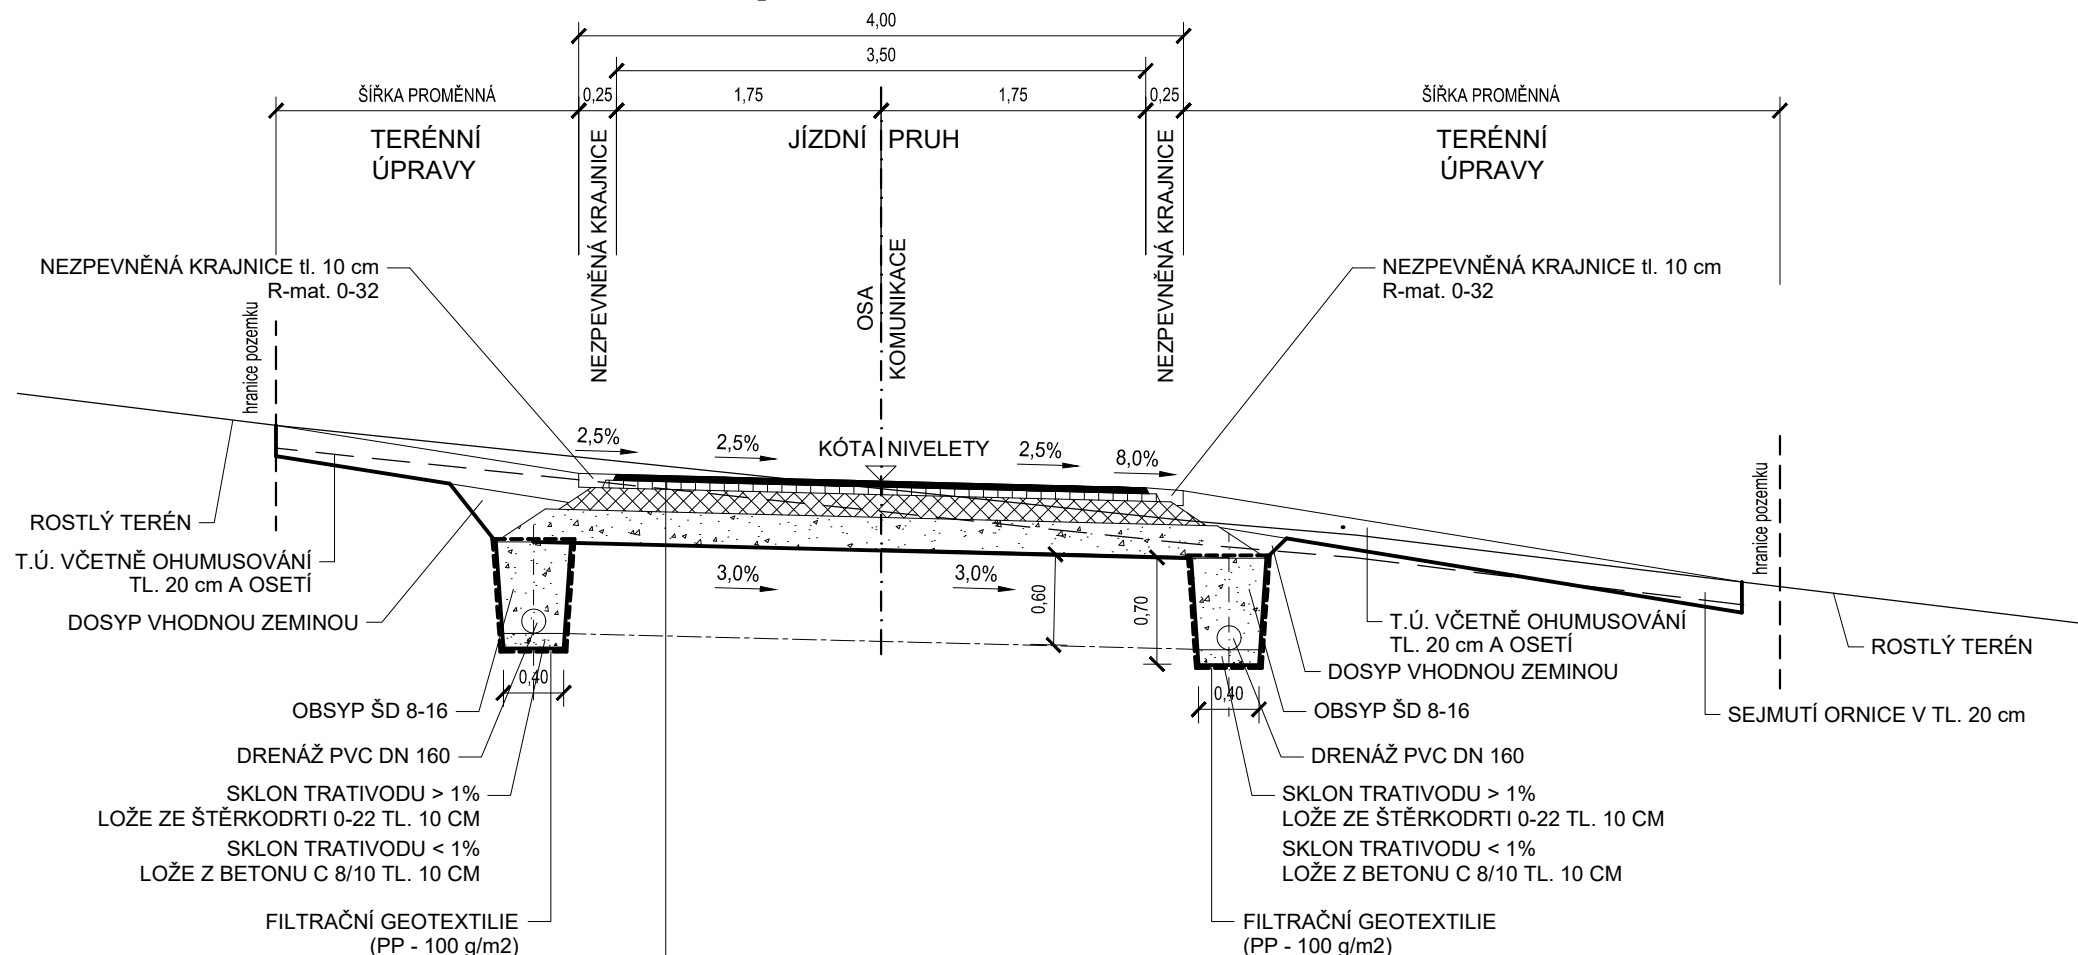 4,00
3,50
ŠÍŘKA PROMĚNNÁ
0,25
1,75
1,75
0,25
ŠÍŘKA PROMĚNNÁ
TERÉNNÍ
ÚPRAVY
NEZPEVNĚNÁ KRAJNICE
JÍZDNÍ PRUH
NEZPEVNĚNÁ KRAJNICE
TERÉNNÍ
ÚPRAVY
OSA
KOMUNIKACE
NEZPEVNĚNÁ KRAJNICE tl. 10 cm
R-mat. 0-32
NEZPEVNĚNÁ KRAJNICE tl. 10 cm
R-mat. 0-32
hranice pozemku
2,5%
2,5%
KÓTA NIVELETY
2,5%
8,0%
hranice pozemku
ROSTLÝ TERÉN
T.Ú. VČETNĚ OHUMUSOVÁNÍ
TL. 20 cm A OSETÍ
DOSYP VHODNOU ZEMINOU
3,0%
3,0%
0,60
0,70
T.Ú. VČETNĚ OHUMUSOVÁNÍ
TL. 20 cm A OSETÍ
ROSTLÝ TERÉN
DOSYP VHODNOU ZEMINOU
0,40
0,40
OBSYP ŠD 8-16
OBSYP ŠD 8-16
SEJMUTÍ ORNICE V TL. 20 cm
DRENÁŽ PVC DN 160
DRENÁŽ PVC DN 160
SKLON TRATIVODU > 1%
LOŽE ZE ŠTĚRKODRTI 0-22 TL. 10 CM
SKLON TRATIVODU < 1%
LOŽE Z BETONU C 8/10 TL. 10 CM
SKLON TRATIVODU > 1%
LOŽE ZE ŠTĚRKODRTI 0-22 TL. 10 CM
SKLON TRATIVODU < 1%
LOŽE Z BETONU C 8/10 TL. 10 CM
FILTRAČNÍ GEOTEXTILIE
(PP - 100 g/m2)
FILTRAČNÍ GEOTEXTILIE
(PP - 100 g/m2)